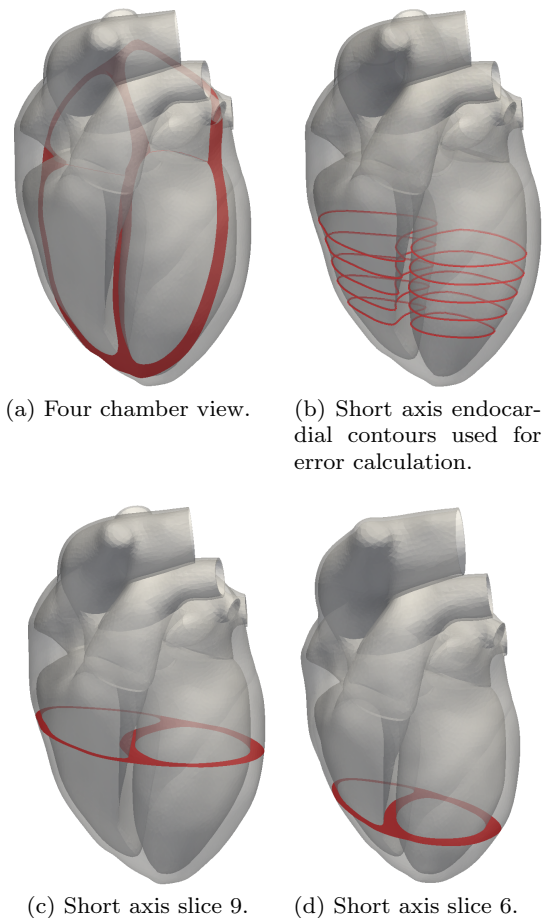 (a) Four chamber view.
(b) Short axis endocar-
dial contours used for
error calculation.
(c) Short axis slice 9.
(d) Short axis slice 6.